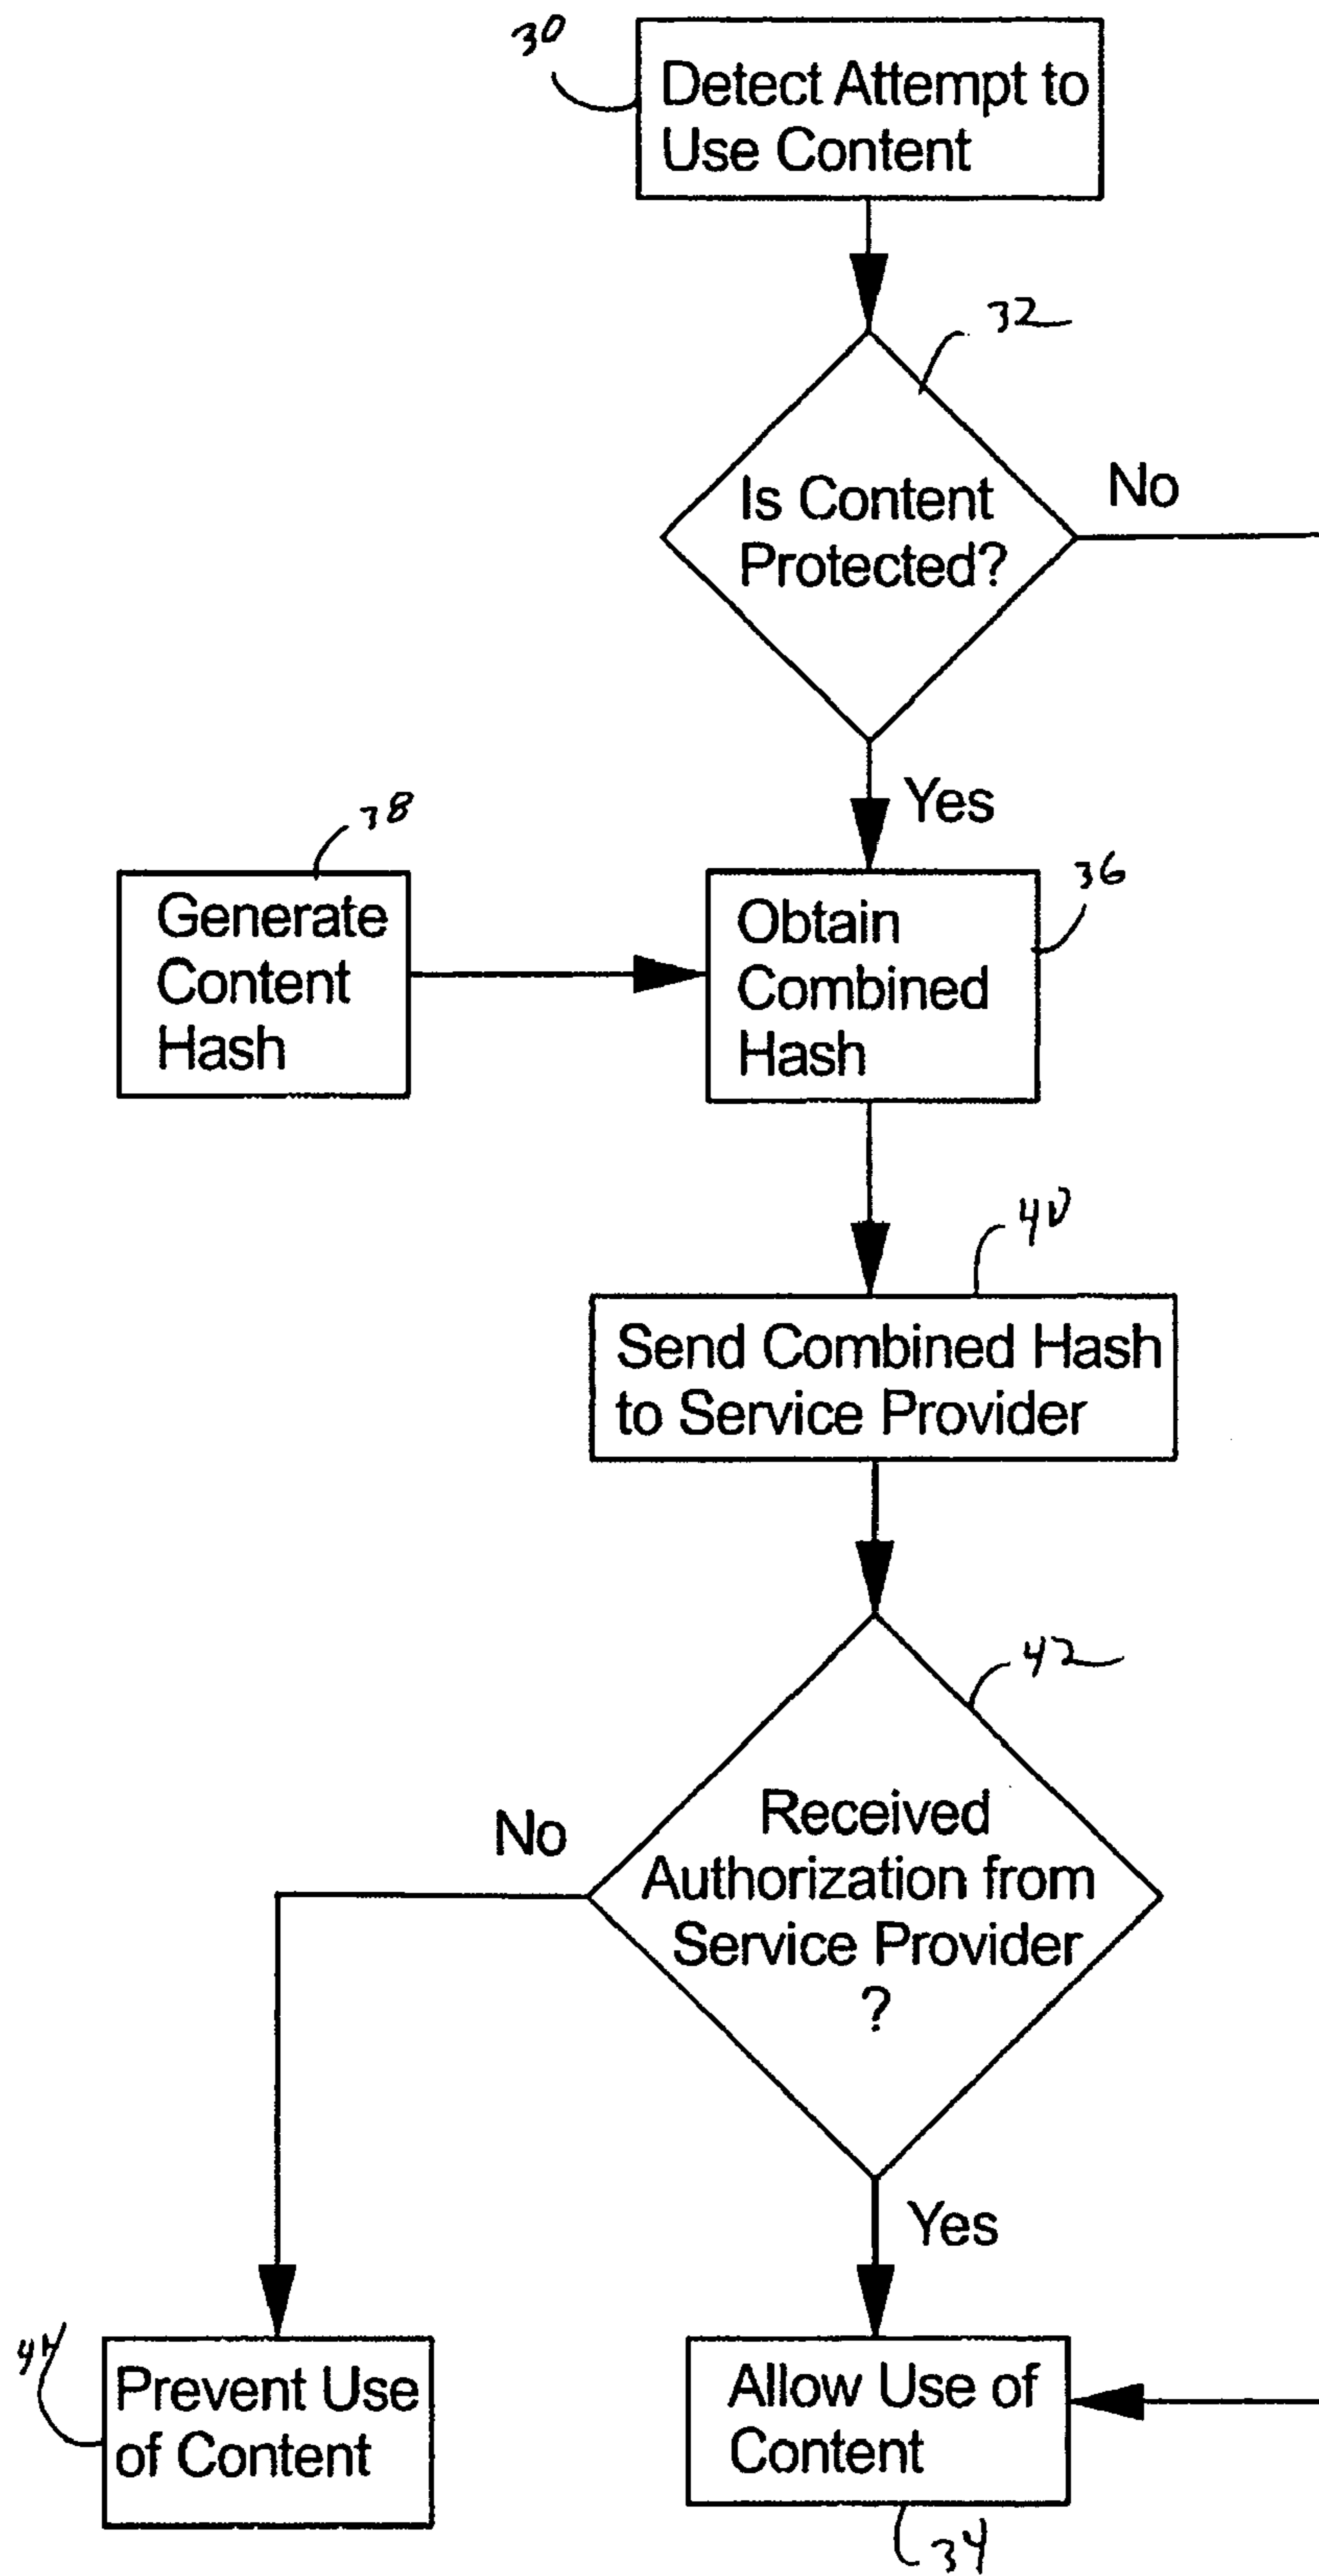 30
Detect Attempt to
Use Content
32
Is Content
Protected?
No
Yes
38
Generate
Content
Hash
36
Obtain
Combined
Hash
40
Send Combined Hash
to Service Provider
42
Received
Authorization from
Service Provider
?
No
Yes
44
Prevent Use
of Content
Allow Use of
Content
34